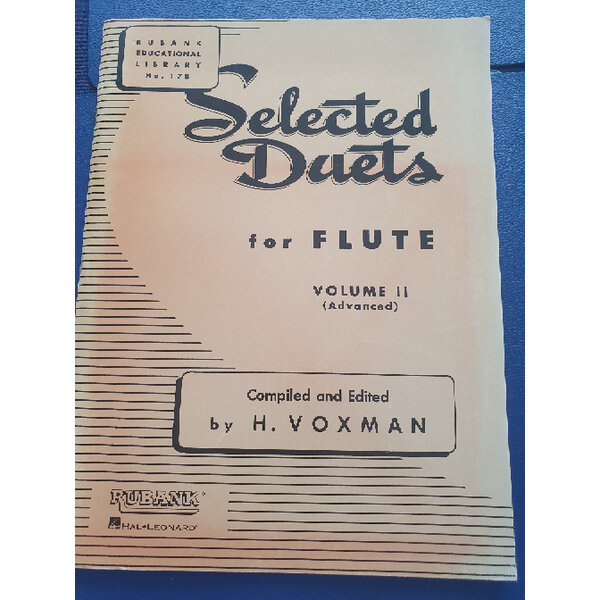 RUBANK
EDUCATIONAL
LIBRARY
No. 178
Selected
Duets
for FLUTE
VOLUME II
(Advanced)
Compiled and Edited
by H. VOXMAN
RUBANK®
HAL•LEONARD®